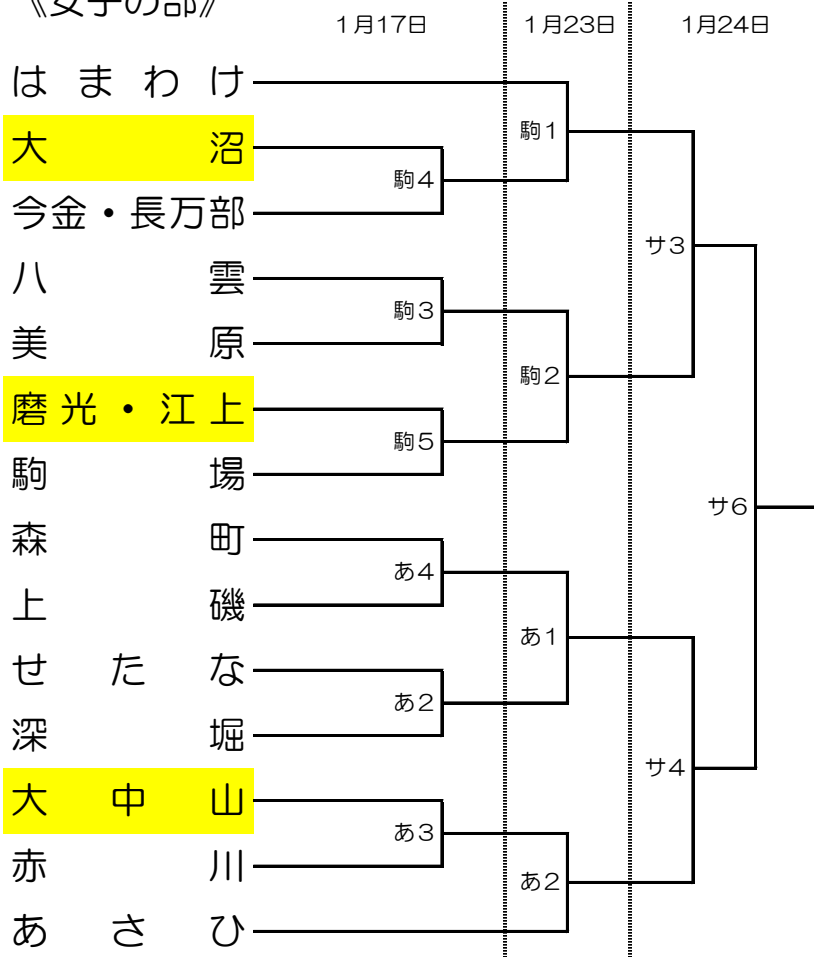 《女子の部》
1月17日 1月23日 1月24日
はまわけ
駒1
大沼
駒4
今金・長万部
サ3
八雲
駒3
美原
駒2
磨光・江上
駒5
駒場
サ6
森町
あ4
上磯
あ1
せたな
あ2
深堀
サ4
大中山
あ3
赤川
あ2
あさひ